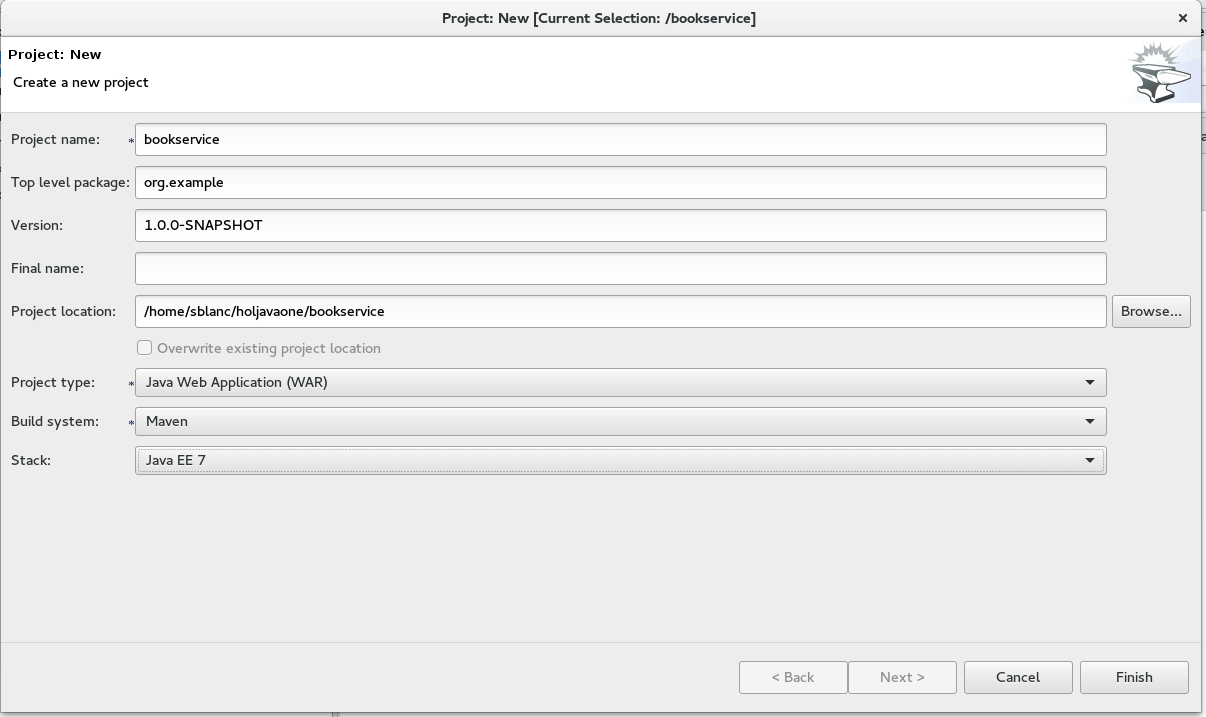 Project: New [Current Selection: /bookservice]
Project: New
Create a new project
Project name: * bookservice
Top level package: org.example
Version: 1.0.0-SNAPSHOT
Final name:
Project location: /home/sblanc/holjavaone/bookservice Browse...
Overwrite existing project location
Project type: * Java Web Application (WAR)
Build system: * Maven
Stack: Java EE 7
< Back Next > Cancel Finish